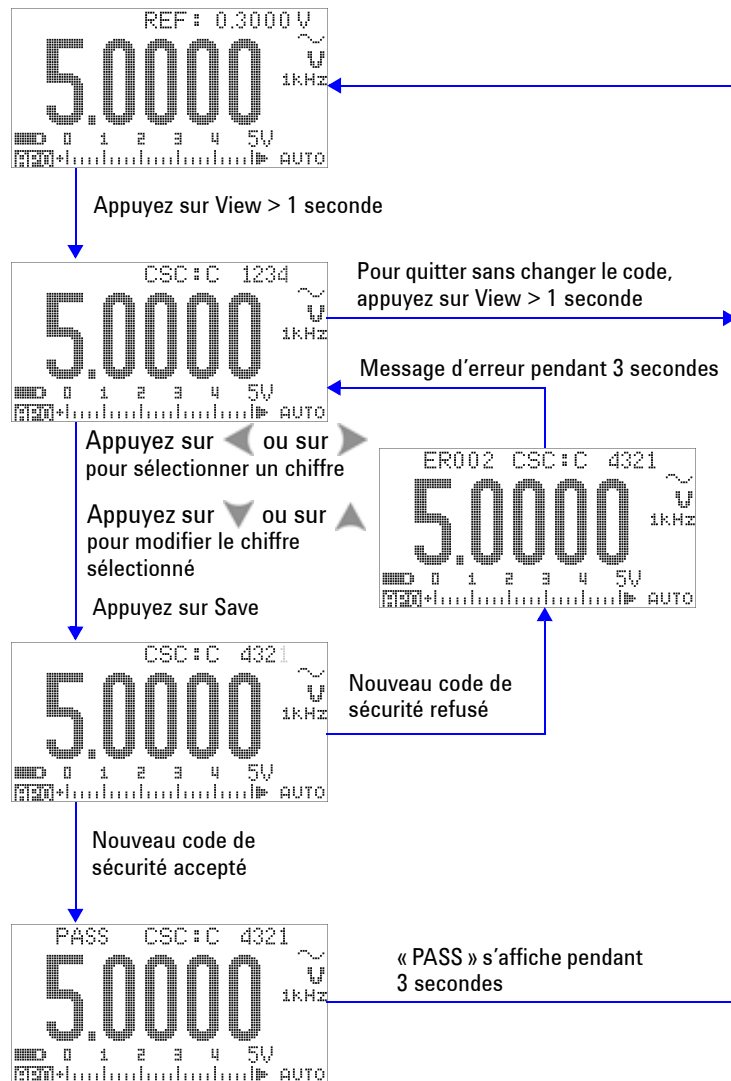 REF: 0.3000 V
5.0000
V
1kHz
0 1 2 3 4 5V
APO AUTO
Appuyez sur View > 1 seconde
CSC:C 1234
5.0000
V
1kHz
0 1 2 3 4 5V
APO AUTO
Pour quitter sans changer le code,
appuyez sur View > 1 seconde
Message d’erreur pendant 3 secondes
Appuyez sur ou sur
pour sélectionner un chiffre
Appuyez sur ou sur
pour modifier le chiffre
sélectionné
Appuyez sur Save
ER002 CSC:C 4321
5.0000
V
1kHz
0 1 2 3 4 5V
APO AUTO
CSC:C 4321
5.0000
V
1kHz
0 1 2 3 4 5V
APO AUTO
Nouveau code de
sécurité refusé
Nouveau code de
sécurité accepté
PASS CSC:C 4321
5.0000
V
1kHz
0 1 2 3 4 5V
APO AUTO
« PASS » s’affiche pendant
3 secondes